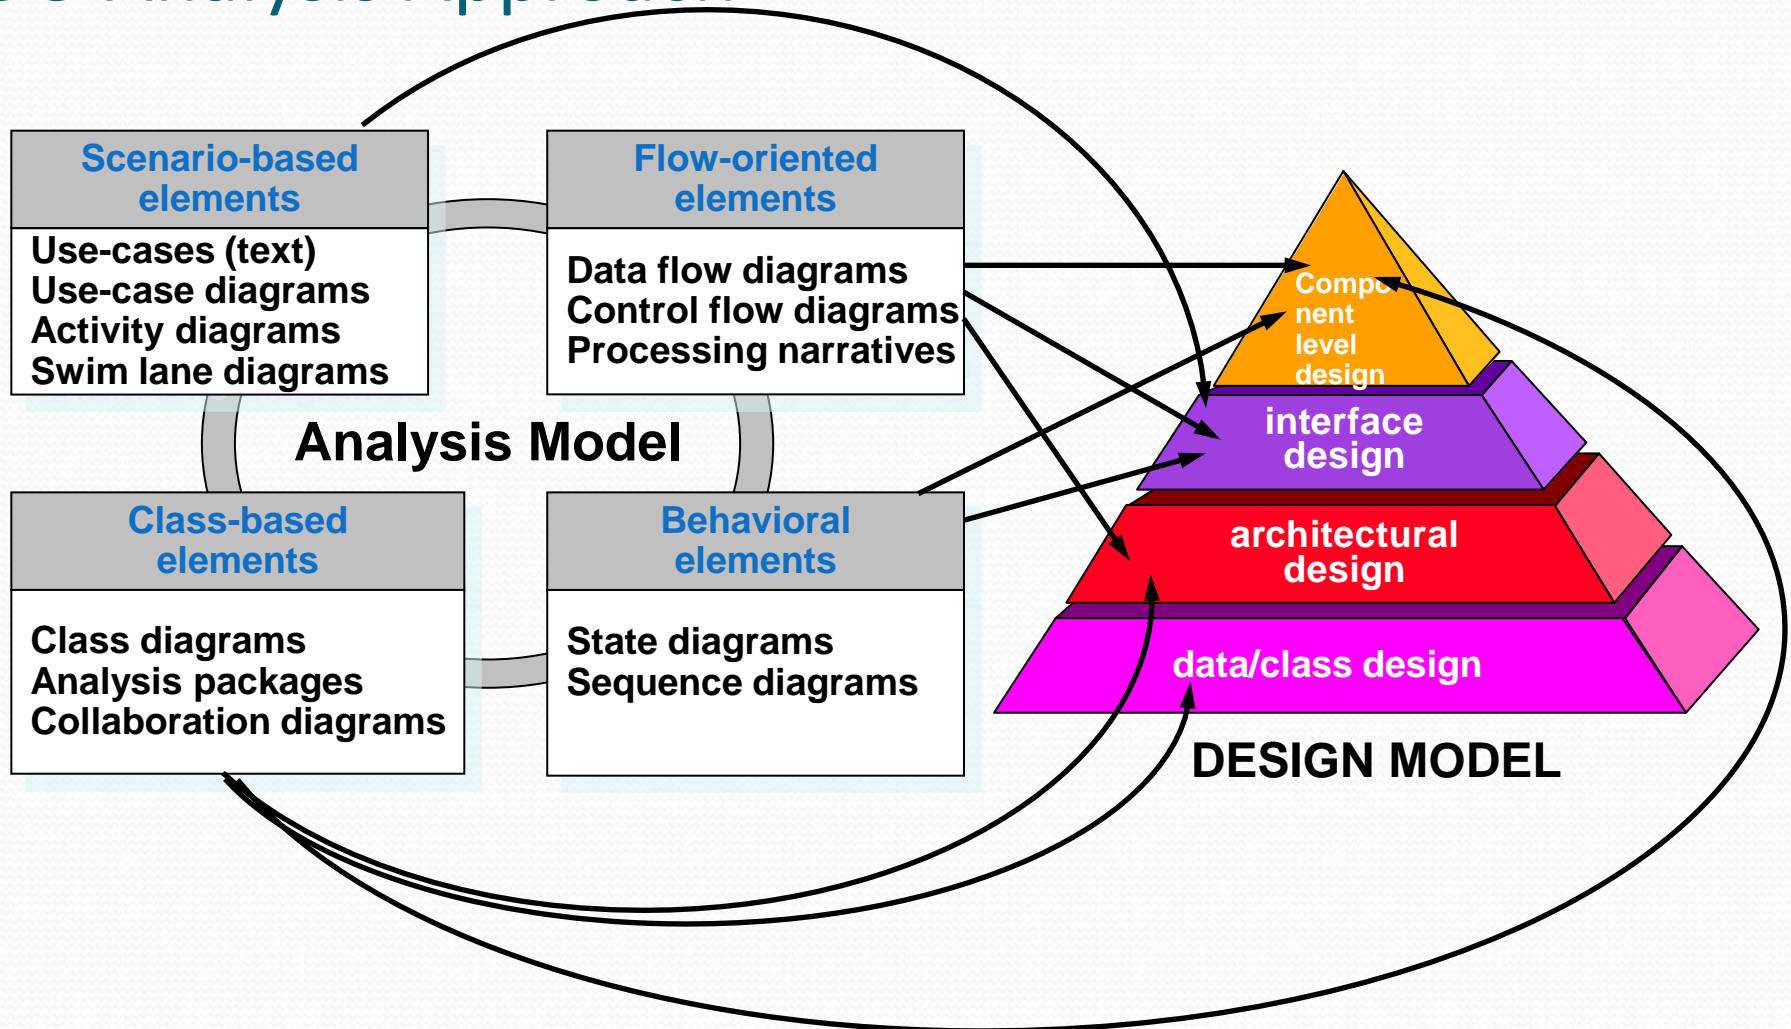 Analysis Approach
Scenario-based
elements
Use-cases (text)
Use-case diagrams
Activity diagrams
Swim lane diagrams
Flow-oriented
elements
Data flow diagrams
Control flow diagrams
Processing narratives
Analysis Model
Class-based
elements
Class diagrams
Analysis packages
Collaboration diagrams
Behavioral
elements
State diagrams
Sequence diagrams
Compo
nent
level
design
interface
design
architectural
design
data/class design
DESIGN MODEL